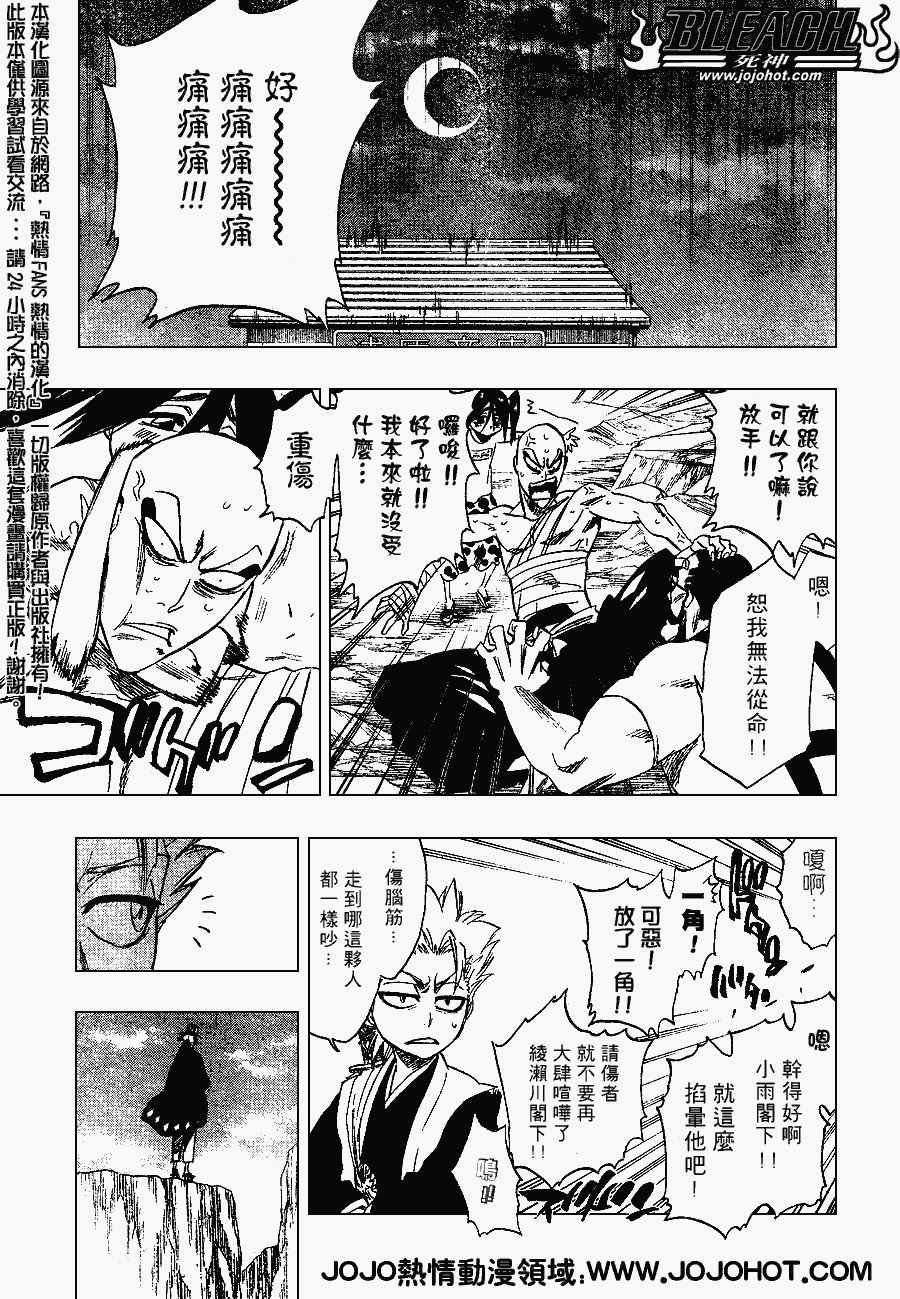 BLEACH
死神
www.jojohot.com
本漢化圖源來自於網路，『熱情FANS熱情的漢化』一切版權歸原作者與出版社擁有！
此版本僅供學習試看交流…請24小時之內消除。喜歡這套漫畫請購買正版！謝謝。
好～～～～～
痛痛痛痛痛
痛痛痛!!!
就跟你說
可以了嘛！
放手!!
嗯！
恕我無法從命!!
囉唆!!
好了啦!!
我本來就沒受
什麼…
重傷
ゴキン
嗄啊…
一角！
可惡！
放了一角!!
嗯
幹得好啊
小雨閣下!!
就這麼
掐暈他吧！
請傷者
就不要再
大肆喧嘩了
綾瀨川閣下!!
嗚!!
…傷腦筋…
走到哪這夥人
都一樣吵…
JOJO熱情動漫領域:WWW.JOJOHOT.COM